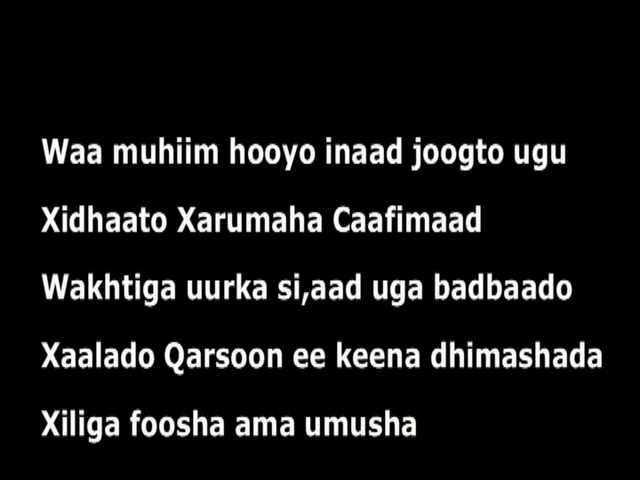 Waa muhiim hooyo inaad joogto ugu
Xidhaato Xarumaha Caafimaad
Wakhtiga uurka si,aad uga badbaado
Xaalado Qarsoon ee keena dhimashada
Xiliga foosha ama umusha